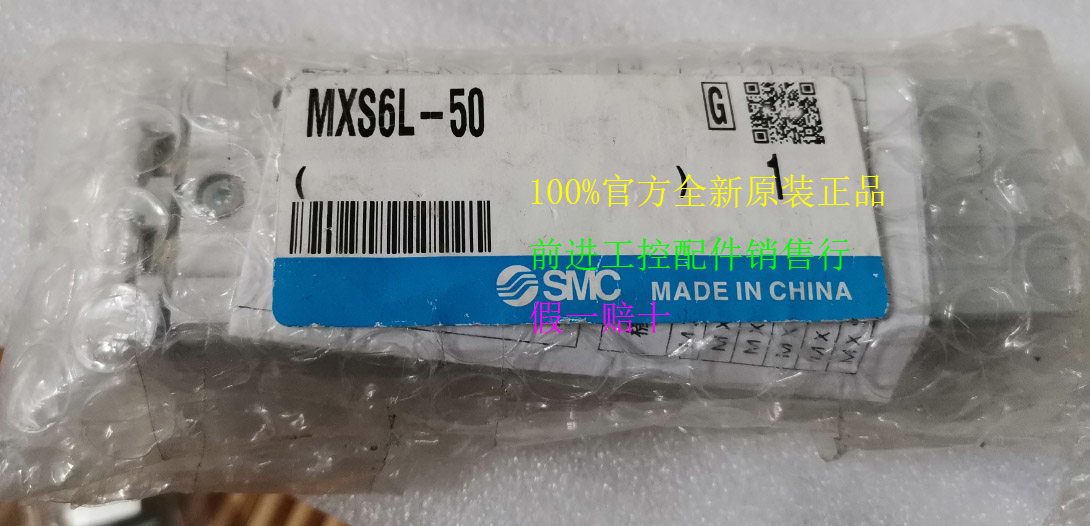 MXS6L-50
G
( ) 1
100%官方全新原装正品
前进工控配件销售行
SMC MADE IN CHINA
假一赔十